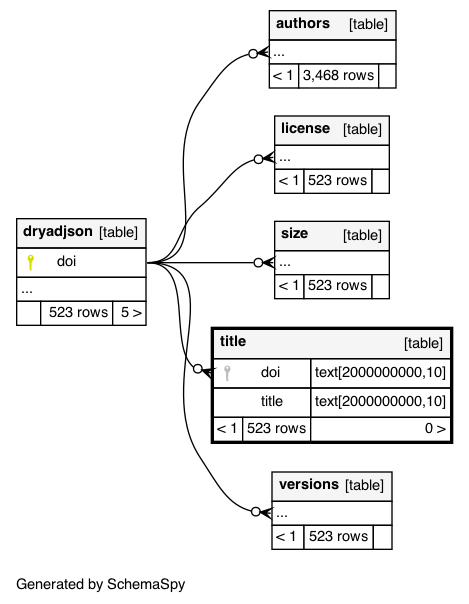 authors [table]
...
< 1 3,468 rows
license [table]
...
< 1 523 rows
dryadjson [table]
doi
...
523 rows 5 >
size [table]
...
< 1 523 rows
title [table]
doi text[2000000000,10]
title text[2000000000,10]
< 1 523 rows 0 >
versions [table]
...
< 1 523 rows
Generated by SchemaSpy